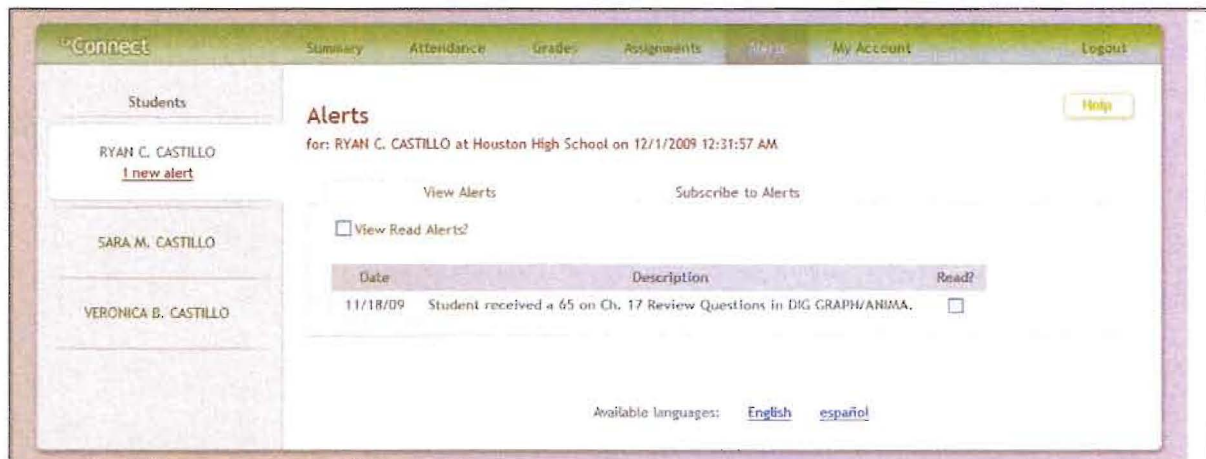 Connect
Summary Attendance Grades Assignments Alerts My Account Logout
Students
RYAN C. CASTILLO
1 new alert
SARA M. CASTILLO
VERONICA B. CASTILLO
Help
Alerts
for: RYAN C. CASTILLO at Houston High School on 12/1/2009 12:31:57 AM
View Alerts Subscribe to Alerts
View Read Alerts?
Date Description Read?
11/18/09 Student received a 65 on Ch. 17 Review Questions in DIG GRAPH/ANIMA.
Available languages: English español